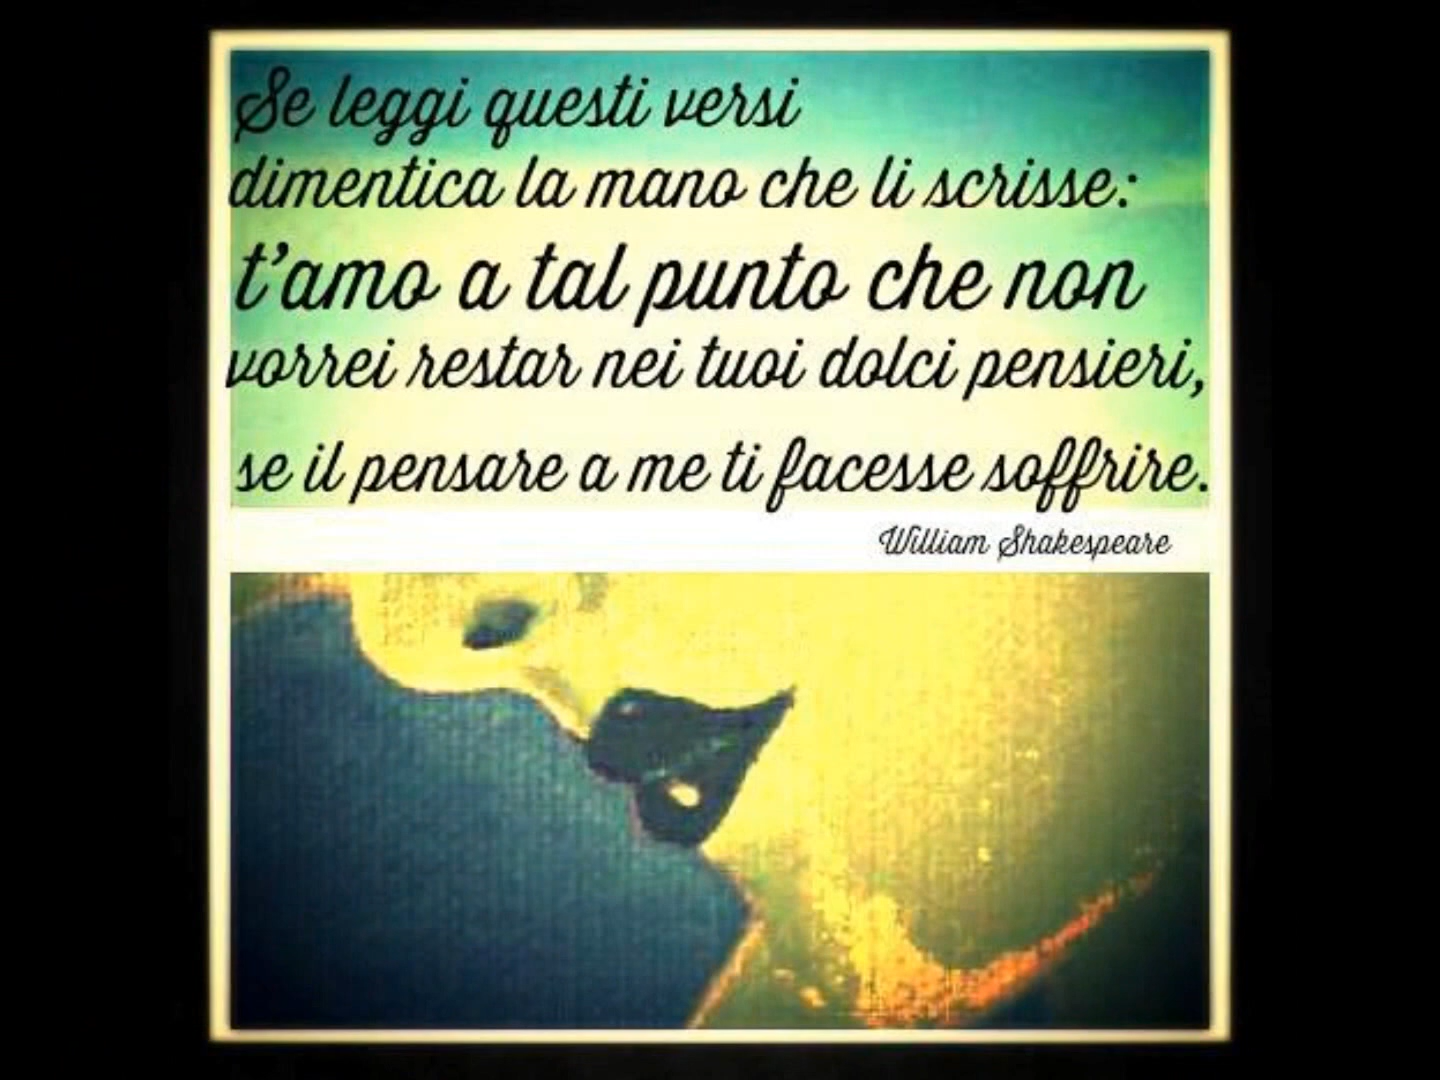 Se leggi questi versi
dimentica la mano che li scrisse:
t'amo a tal punto che non
vorrei restar nei tuoi dolci pensieri,
se il pensare a me ti facesse soffrire.
William Shakespeare